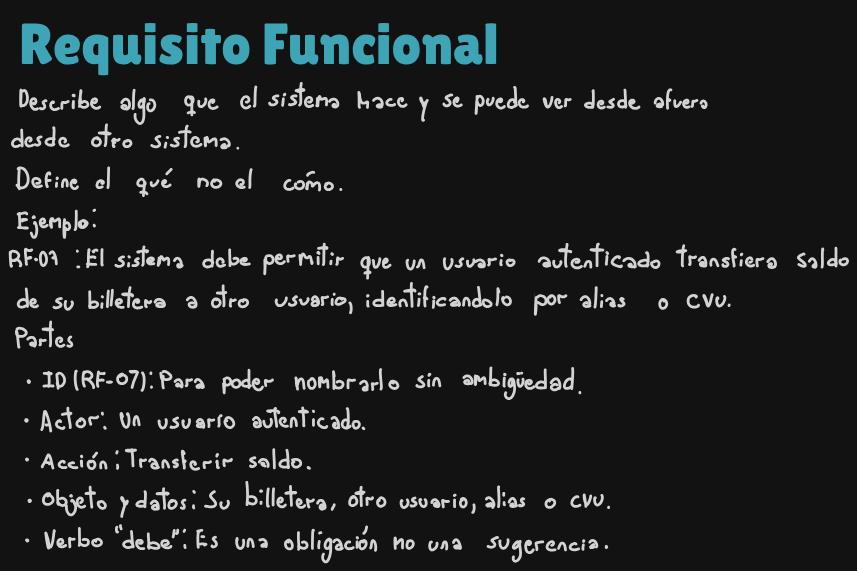 Requisito Funcional
Describe algo que el sistema hace y se puede ver desde afuera
desde otro sistema.
Define el qué no el como.
Ejemplo:
RF-07 : El sistema debe permitir que un usuario autenticado transfiera saldo
de su billetera a otro usuario, identificandolo por alias o CVU.
Partes
• ID (RF-07): Para poder nombrarlo sin ambigüedad.
• Actor: Un usuario autenticado.
• Acción: Transferir saldo.
• Objeto y datos: Su billetera, otro usuario, alias o CVU.
• Verbo "debe": Es una obligación no una sugerencia.